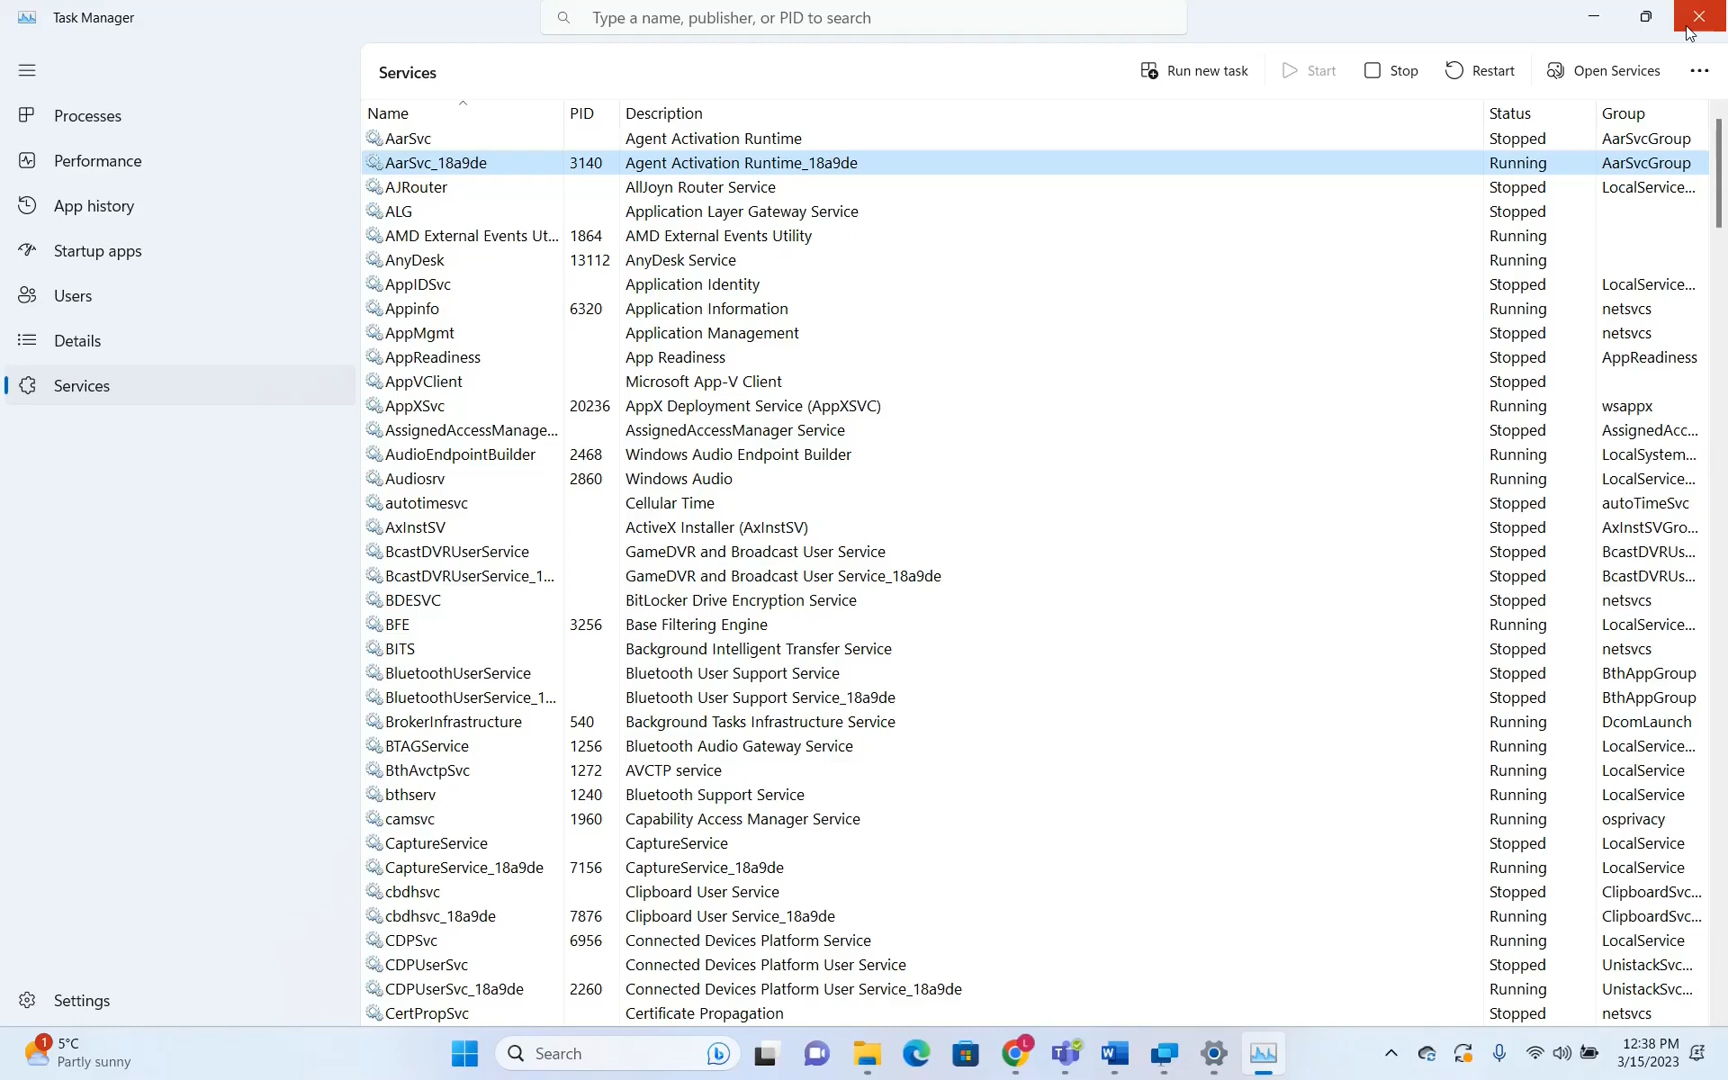 Task Manager
Type a name, publisher, or PID to search
Services
Run new task
Start
Stop
Restart
Open Services
Processes
Performance
App history
Startup apps
Users
Details
Services
Settings
Name PID Description Status Group
AarSvc Agent Activation Runtime Stopped AarSvcGroup
AarSvc_18a9de 3140 Agent Activation Runtime_18a9de Running AarSvcGroup
AJRouter AllJoyn Router Service Stopped LocalService...
ALG Application Layer Gateway Service Stopped
AMD External Events Ut... 1864 AMD External Events Utility Running
AnyDesk 13112 AnyDesk Service Running
AppIDSvc Application Identity Stopped LocalService...
Appinfo 6320 Application Information Running netsvcs
AppMgmt Application Management Stopped netsvcs
AppReadiness App Readiness Stopped AppReadiness
AppVClient Microsoft App-V Client Stopped
AppXSvc 20236 AppX Deployment Service (AppXSVC) Running wsappx
AssignedAccessManage... AssignedAccessManager Service Stopped AssignedAcc...
AudioEndpointBuilder 2468 Windows Audio Endpoint Builder Running LocalSystem...
Audiosrv 2860 Windows Audio Running LocalService...
autotimesvc Cellular Time Stopped autoTimeSvc
AxInstSV ActiveX Installer (AxInstSV) Stopped AxInstSVGro...
BcastDVRUserService GameDVR and Broadcast User Service Stopped BcastDVRUs...
BcastDVRUserService_1... GameDVR and Broadcast User Service_18a9de Stopped BcastDVRUs...
BDESVC BitLocker Drive Encryption Service Stopped netsvcs
BFE 3256 Base Filtering Engine Running LocalService...
BITS Background Intelligent Transfer Service Stopped netsvcs
BluetoothUserService Bluetooth User Support Service Stopped BthAppGroup
BluetoothUserService_1... Bluetooth User Support Service_18a9de Stopped BthAppGroup
BrokerInfrastructure 540 Background Tasks Infrastructure Service Running DcomLaunch
BTAGService 1256 Bluetooth Audio Gateway Service Running LocalService...
BthAvctpSvc 1272 AVCTP service Running LocalService
bthserv 1240 Bluetooth Support Service Running LocalService
camsvc 1960 Capability Access Manager Service Running osprivacy
CaptureService CaptureService Stopped LocalService
CaptureService_18a9de 7156 CaptureService_18a9de Running LocalService
cbdhsvc Clipboard User Service Stopped ClipboardSvc...
cbdhsvc_18a9de 7876 Clipboard User Service_18a9de Running ClipboardSvc...
CDPSvc 6956 Connected Devices Platform Service Running LocalService
CDPUserSvc Connected Devices Platform User Service Stopped UnistackSvc...
CDPUserSvc_18a9de 2260 Connected Devices Platform User Service_18a9de Running UnistackSvc...
CertPropSvc Certificate Propagation Stopped netsvcs
1
5°C
Partly sunny
Search
L
12:38 PM
3/15/2023